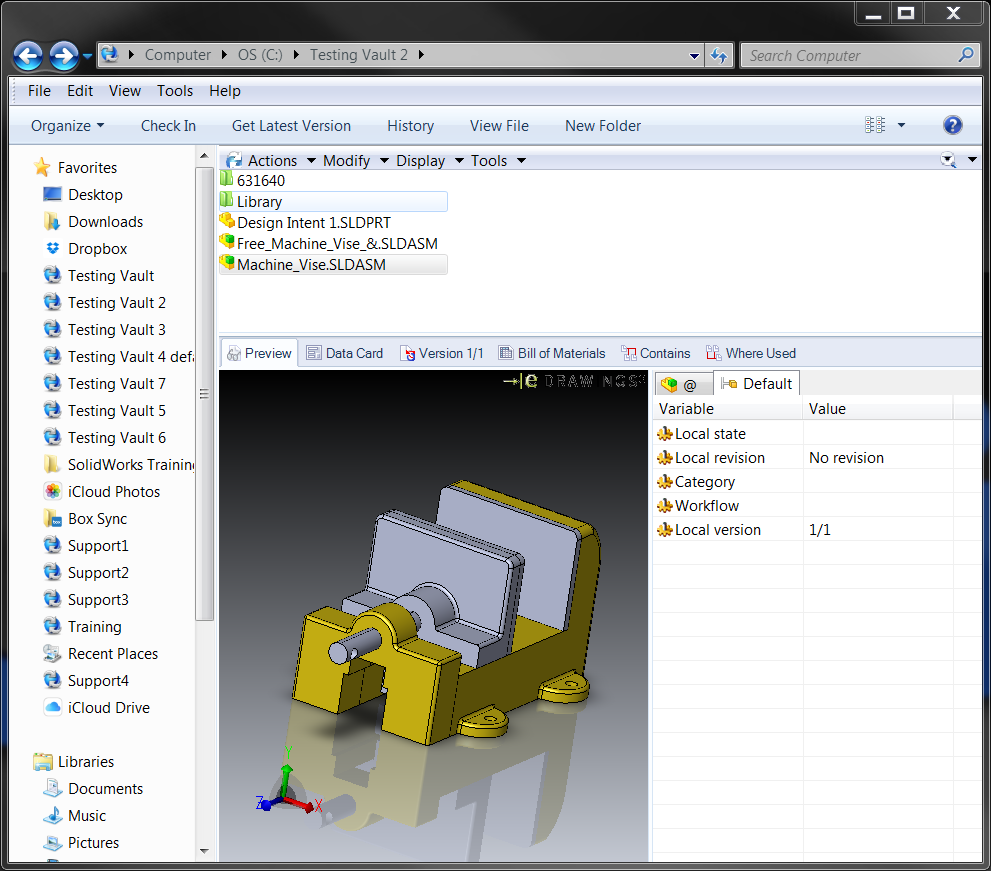 Computer OS (C:) Testing Vault 2 Search Computer
File Edit View Tools Help
Organize Check In Get Latest Version History View File New Folder ?
Favorites
Desktop
Downloads
Dropbox
Testing Vault
Testing Vault 2
Testing Vault 3
Testing Vault 4 defa
Testing Vault 7
Testing Vault 5
Testing Vault 6
SolidWorks Training
iCloud Photos
Box Sync
Support1
Support2
Support3
Training
Recent Places
Support4
iCloud Drive
Libraries
Documents
Music
Pictures
Actions Modify Display Tools
631640
Library
Design Intent 1.SLDPRT
Free_Machine_Vise_&.SLDASM
Machine_Vise.SLDASM
Preview Data Card Version 1/1 Bill of Materials Contains Where Used
e DRAWINGS
Z X
@ Default
Variable Value
Local state
Local revision No revision
Category
Workflow
Local version 1/1